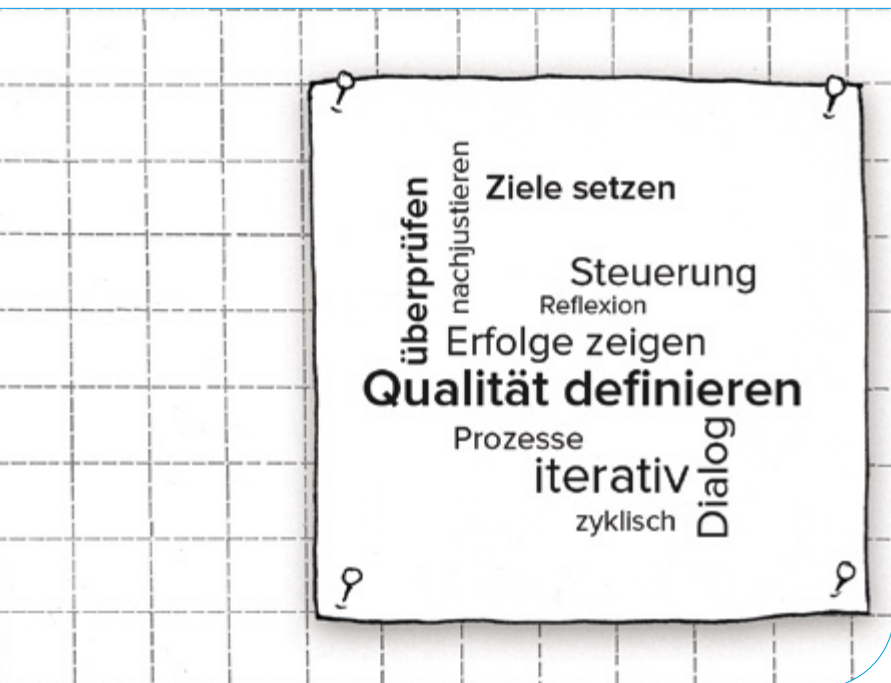 überprüfen
nachjustieren
Ziele setzen
Steuerung
Reflexion
Erfolge zeigen
Qualität definieren
Prozesse
iterativ
Dialog
zyklisch